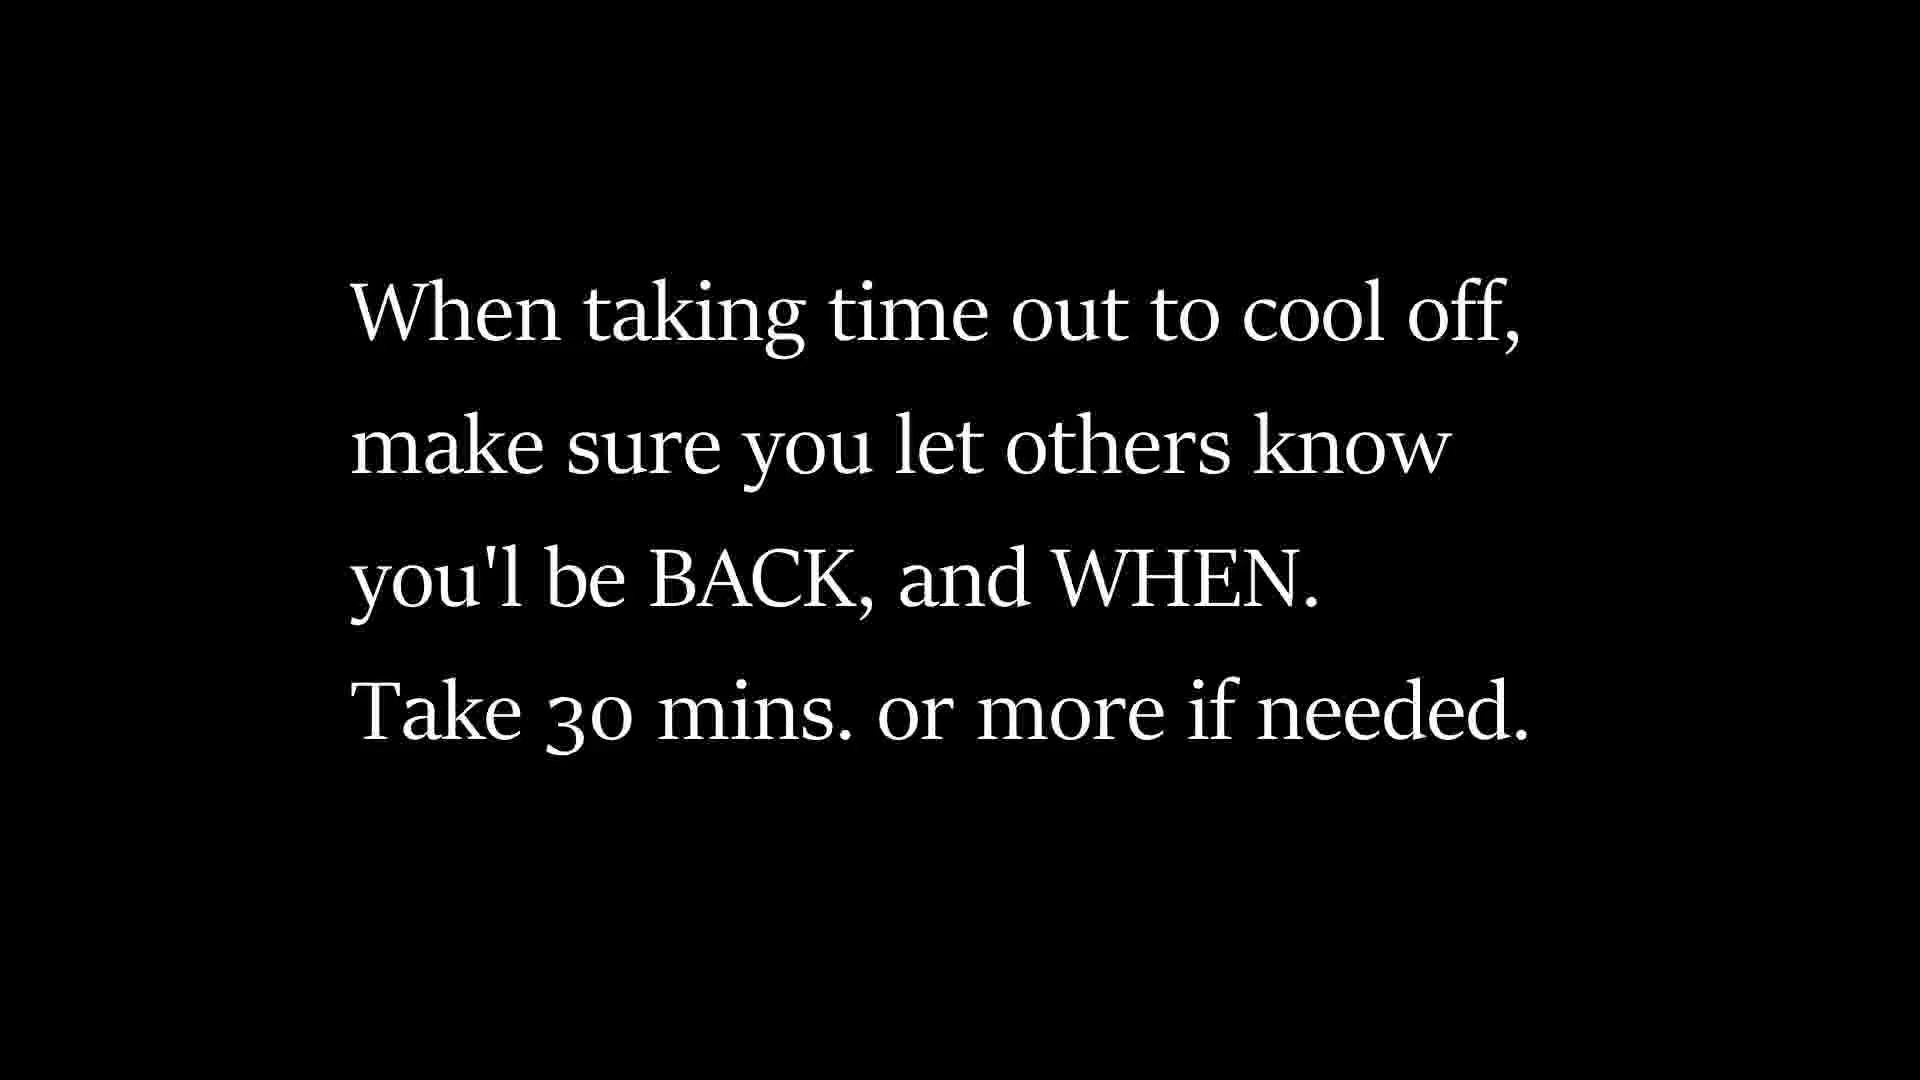 When taking time out to cool off,
make sure you let others know
you'l be BACK, and WHEN.
Take 30 mins. or more if needed.